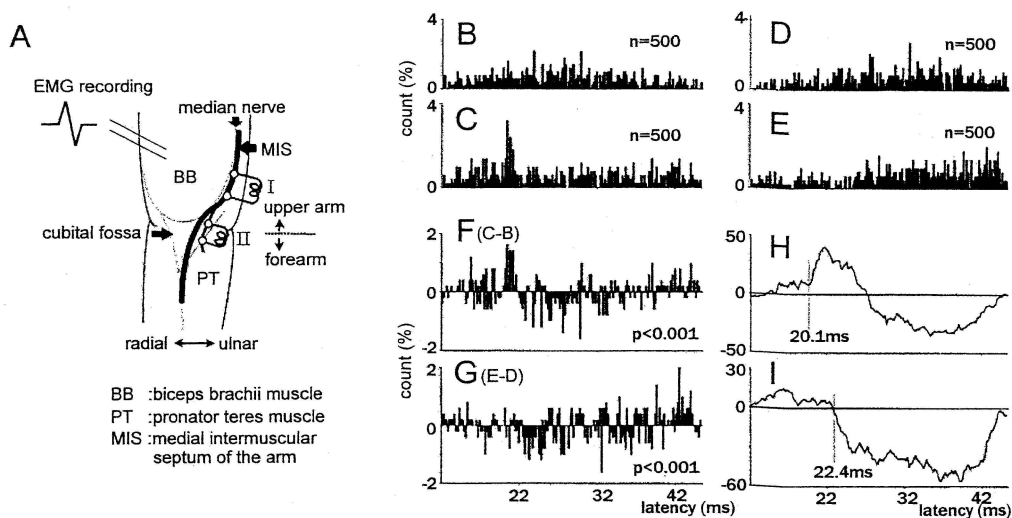 A
EMG recording
median nerve
MIS
BB
I
upper arm
cubital fossa
II
forearm
PT
radial
ulnar
BB :biceps brachii muscle
PT :pronator teres muscle
MIS :medial intermuscular
septum of the arm
B
n=500
4
0
C
n=500
4
0
count (%)
D
n=500
4
0
E
n=500
4
0
F (C-B)
2
0
-2
p<0.001
G (E-D)
2
0
-2
p<0.001
count (%)
22
32
42
latency (ms)
H
50
0
-50
20.1ms
I
30
0
-60
22.4ms
22
32
42
latency (ms)